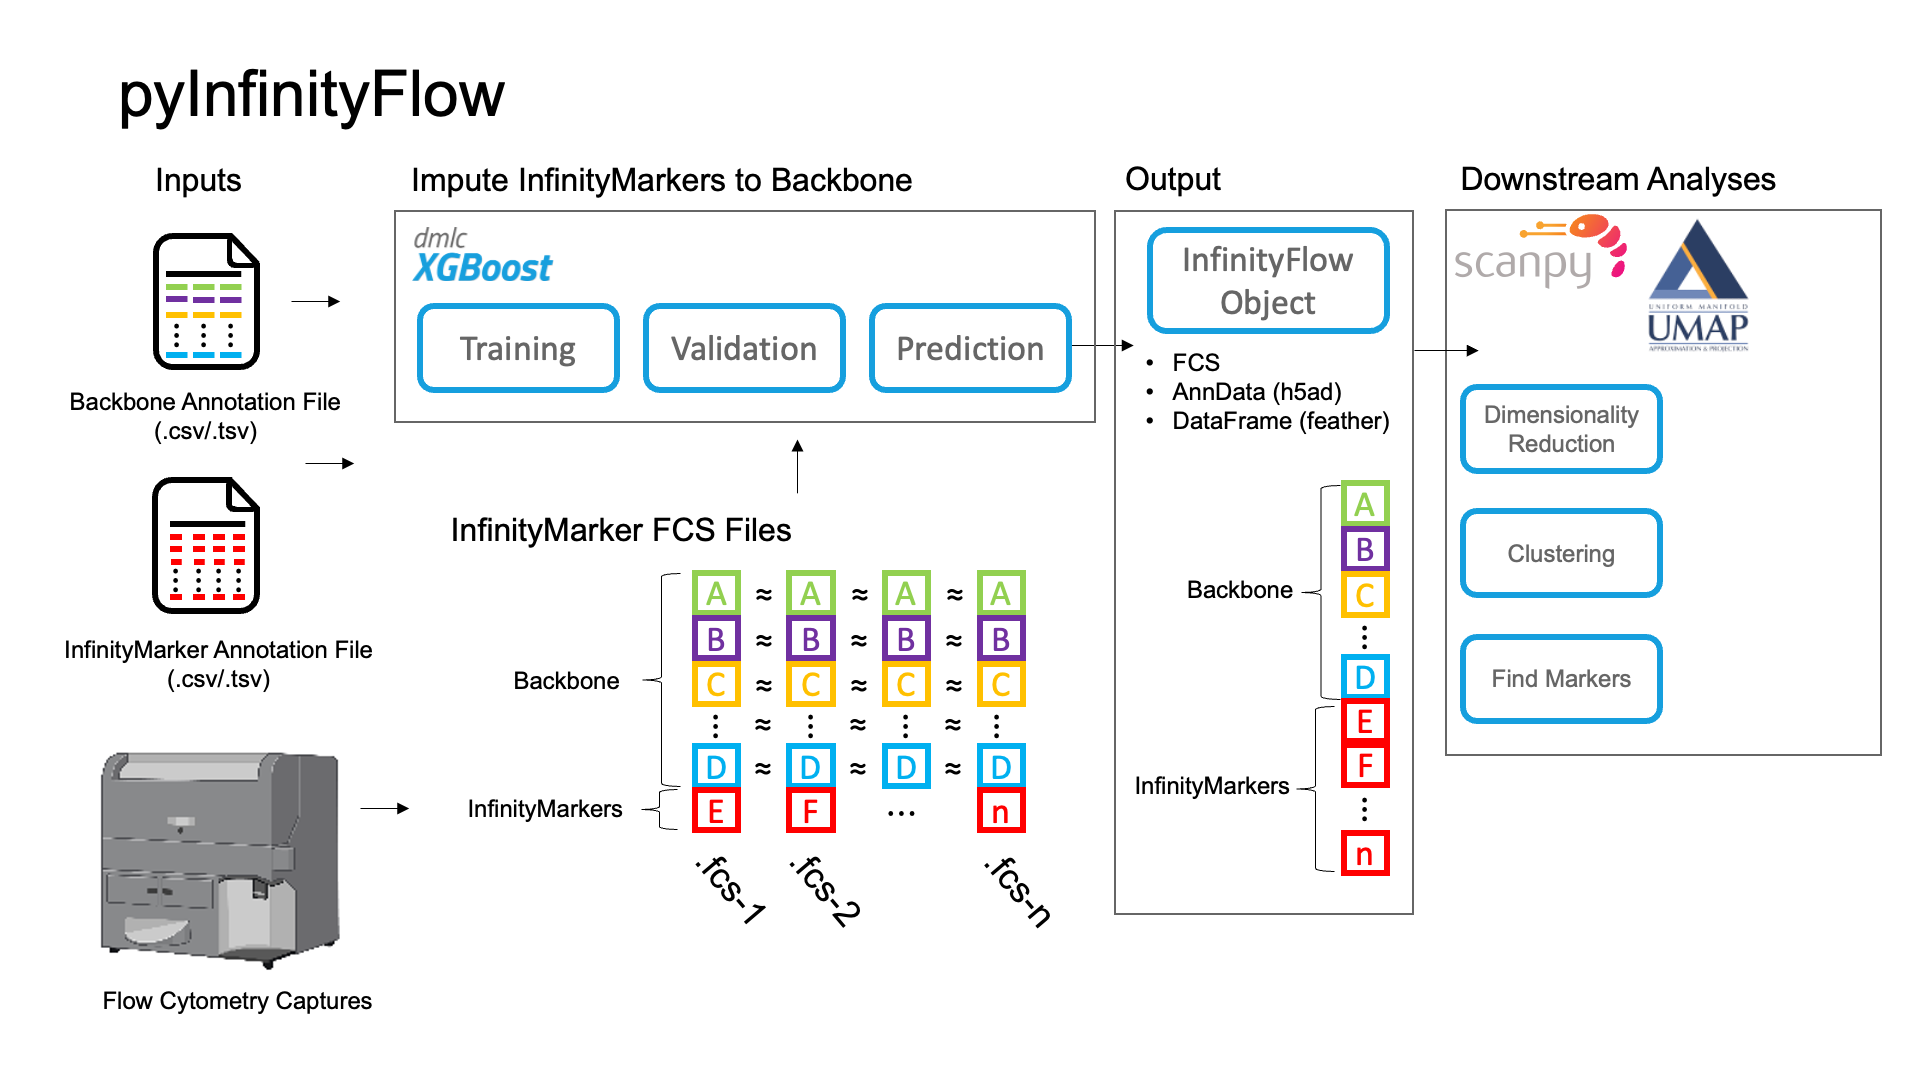 pyInfinityFlow
Inputs
Backbone Annotation File
(.csv/.tsv)
InfinityMarker Annotation File
(.csv/.tsv)
Flow Cytometry Captures
Impute InfinityMarkers to Backbone
dmlc
XGBoost
Training
Validation
Prediction
InfinityMarker FCS Files
Backbone
InfinityMarkers
A ≈ A ≈ A ≈ A
B ≈ B ≈ B ≈ B
C ≈ C ≈ C ≈ C
⋮ ≈ ⋮ ≈ ⋮ ≈ ⋮
D ≈ D ≈ D ≈ D
E F ... n
.fcs-1
.fcs-2
.fcs-n
Output
InfinityFlow
Object
• FCS
• AnnData (h5ad)
• DataFrame (feather)
Backbone
A
B
C
⋮
D
InfinityMarkers
E
F
⋮
n
Downstream Analyses
scanpy
UNIFORM MANIFOLD
UMAP
APPROXIMATION & PROJECTION
Dimensionality
Reduction
Clustering
Find Markers